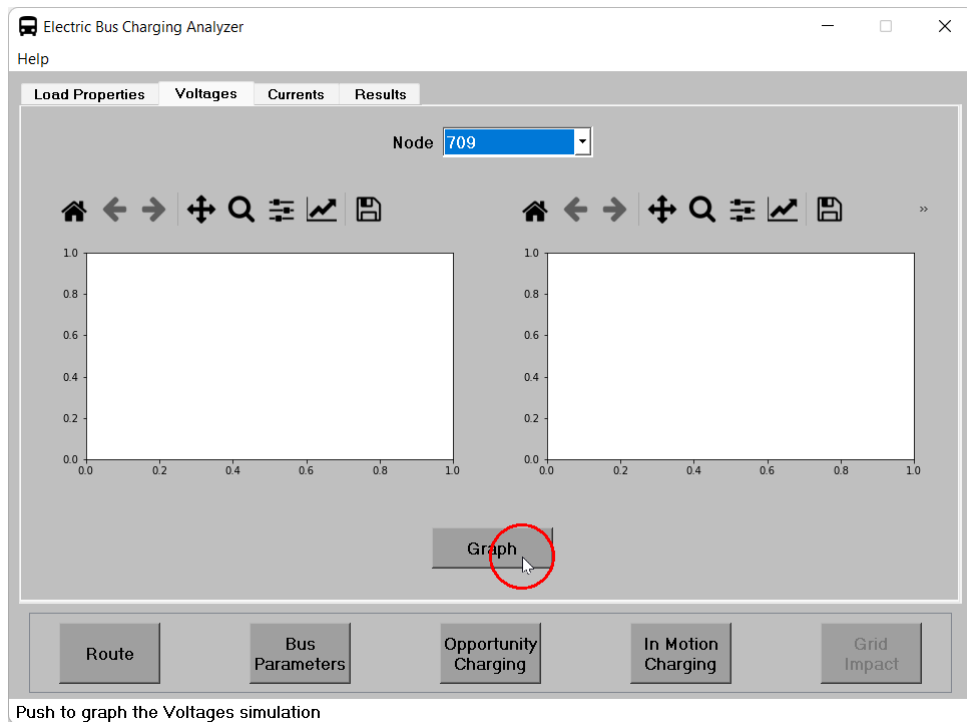 Electric Bus Charging Analyzer
Help
Load Properties Voltages Currents Results
Node 709
»
1.0 1.0
0.8 0.8
0.6 0.6
0.4 0.4
0.2 0.2
0.0 0.0
0.0 0.2 0.4 0.6 0.8 1.0 0.0 0.2 0.4 0.6 0.8 1.0
Graph
Route
Bus
Parameters
Opportunity
Charging
In Motion
Charging
Grid
Impact
Push to graph the Voltages simulation